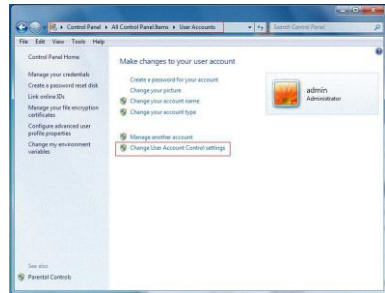 Control Panel ▸ All Control Panel Items ▸ User Accounts
Search Control Panel
File Edit View Tools Help
Control Panel Home
Manage your credentials
Create a password reset disk
Link online IDs
Manage your file encryption
certificates
Configure advanced user
profile properties
Change my environment
variables
See also
Parental Controls
Make changes to your user account
Create a password for your account
Change your picture
Change your account name
Change your account type
Manage another account
Change User Account Control settings
admin
Administrator